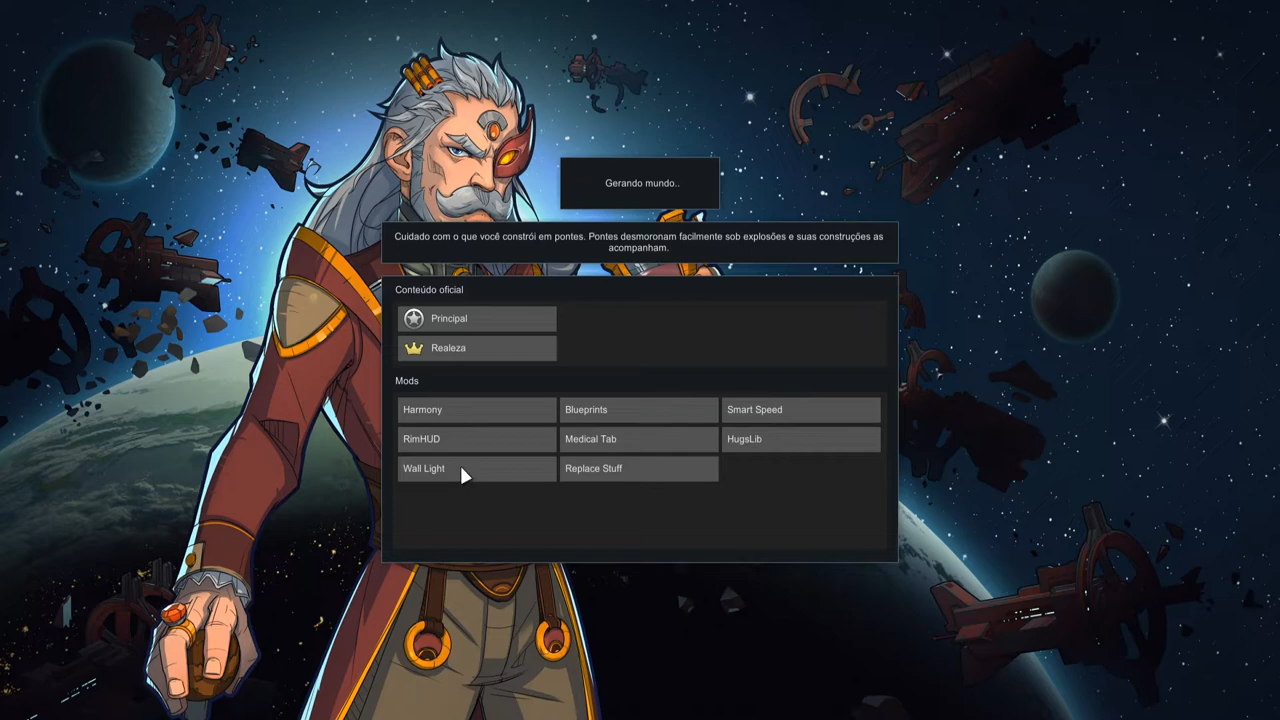 Gerando mundo..
Cuidado com o que você constrói em pontes. Pontes desmoronam facilmente sob explosões e suas construções as
acompanham.
Conteúdo oficial
Principal
Realeza
Mods
Harmony
Blueprints
Smart Speed
RimHUD
Medical Tab
HugsLib
Wall Light
Replace Stuff